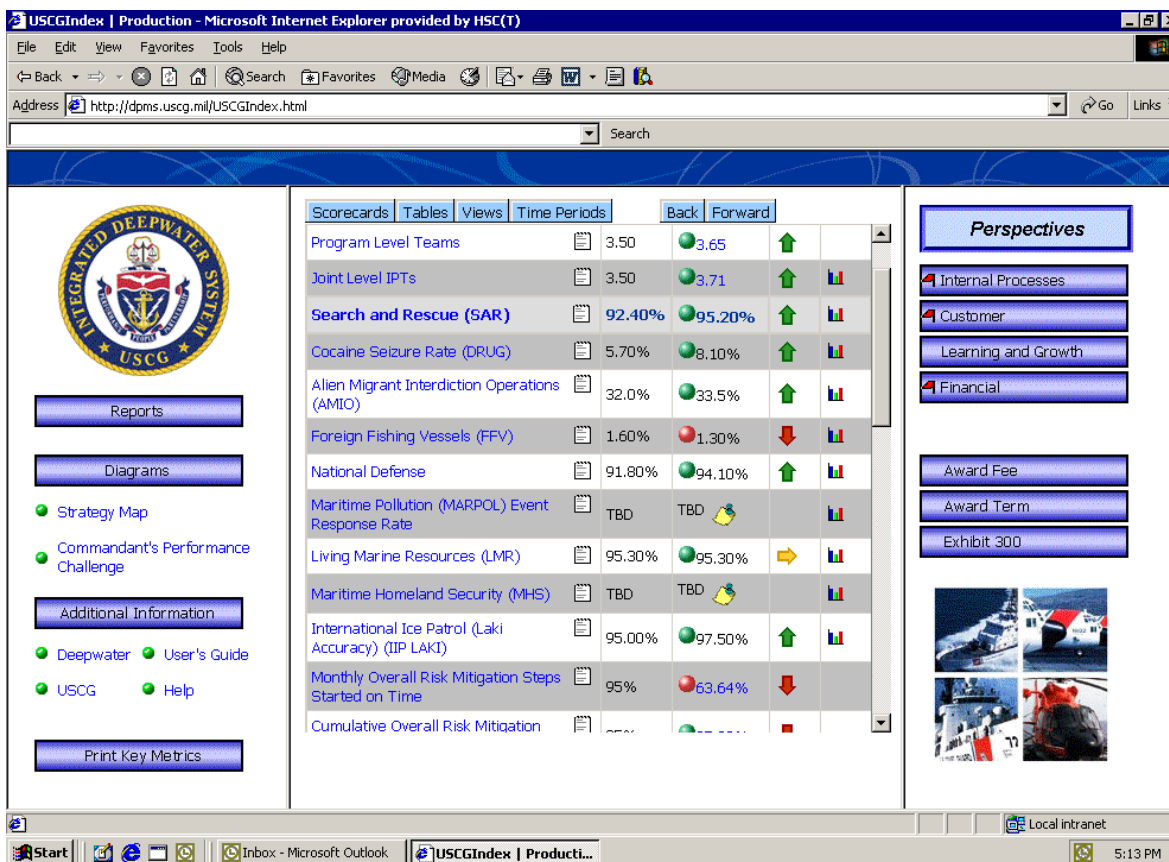 USCGIndex | Production - Microsoft Internet Explorer provided by HSC(T)
File Edit View Favorites Tools Help
Back Search Favorites Media
Address http://dpms.uscg.mil/USCGIndex.html Go Links
Search
INTEGRATED DEEPWATER SYSTEM
USCG
Reports
Diagrams
Strategy Map
Commandant's Performance
Challenge
Additional Information
Deepwater User's Guide
USCG Help
Print Key Metrics
Scorecards Tables Views Time Periods Back Forward
Program Level Teams 3.50 3.65
Joint Level IPTs 3.50 3.71
Search and Rescue (SAR) 92.40% 95.20%
Cocaine Seizure Rate (DRUG) 5.70% 8.10%
Alien Migrant Interdiction Operations
(AMIO) 32.0% 33.5%
Foreign Fishing Vessels (FFV) 1.60% 1.30%
National Defense 91.80% 94.10%
Maritime Pollution (MARPOL) Event
Response Rate TBD TBD
Living Marine Resources (LMR) 95.30% 95.30%
Maritime Homeland Security (MHS) TBD TBD
International Ice Patrol (Laki
Accuracy) (IIP LAKI) 95.00% 97.50%
Monthly Overall Risk Mitigation Steps
Started on Time 95% 63.64%
Cumulative Overall Risk Mitigation
Perspectives
Internal Processes
Customer
Learning and Growth
Financial
Award Fee
Award Term
Exhibit 300
Local intranet
Start Inbox - Microsoft Outlook USCGIndex | Producti... 5:13 PM